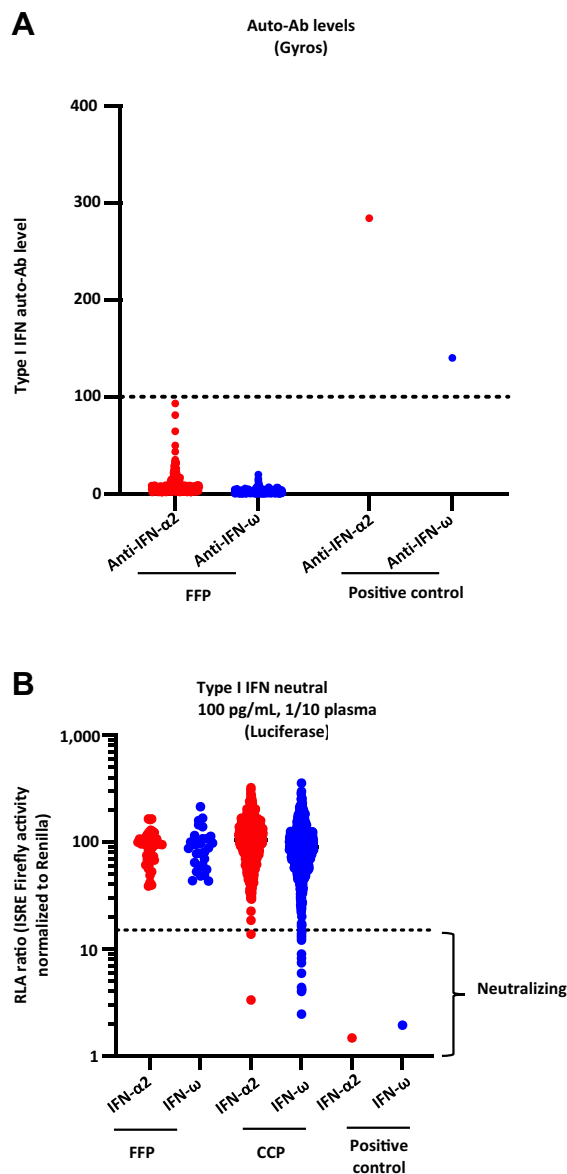 A
Auto-Ab levels
(Gyros)
Type I IFN auto-Ab level
400
300
200
100
0
Anti-IFN-α2
Anti-IFN-ω
Anti-IFN-α2
Anti-IFN-ω
FFP
Positive control
B
Type I IFN neutral
100 pg/mL, 1/10 plasma
(Luciferase)
RLA ratio (ISRE Firefly activity
normalized to Renilla)
1,000
100
10
1
Neutralizing
IFN-α2
IFN-ω
IFN-α2
IFN-ω
IFN-α2
IFN-ω
FFP
CCP
Positive
control